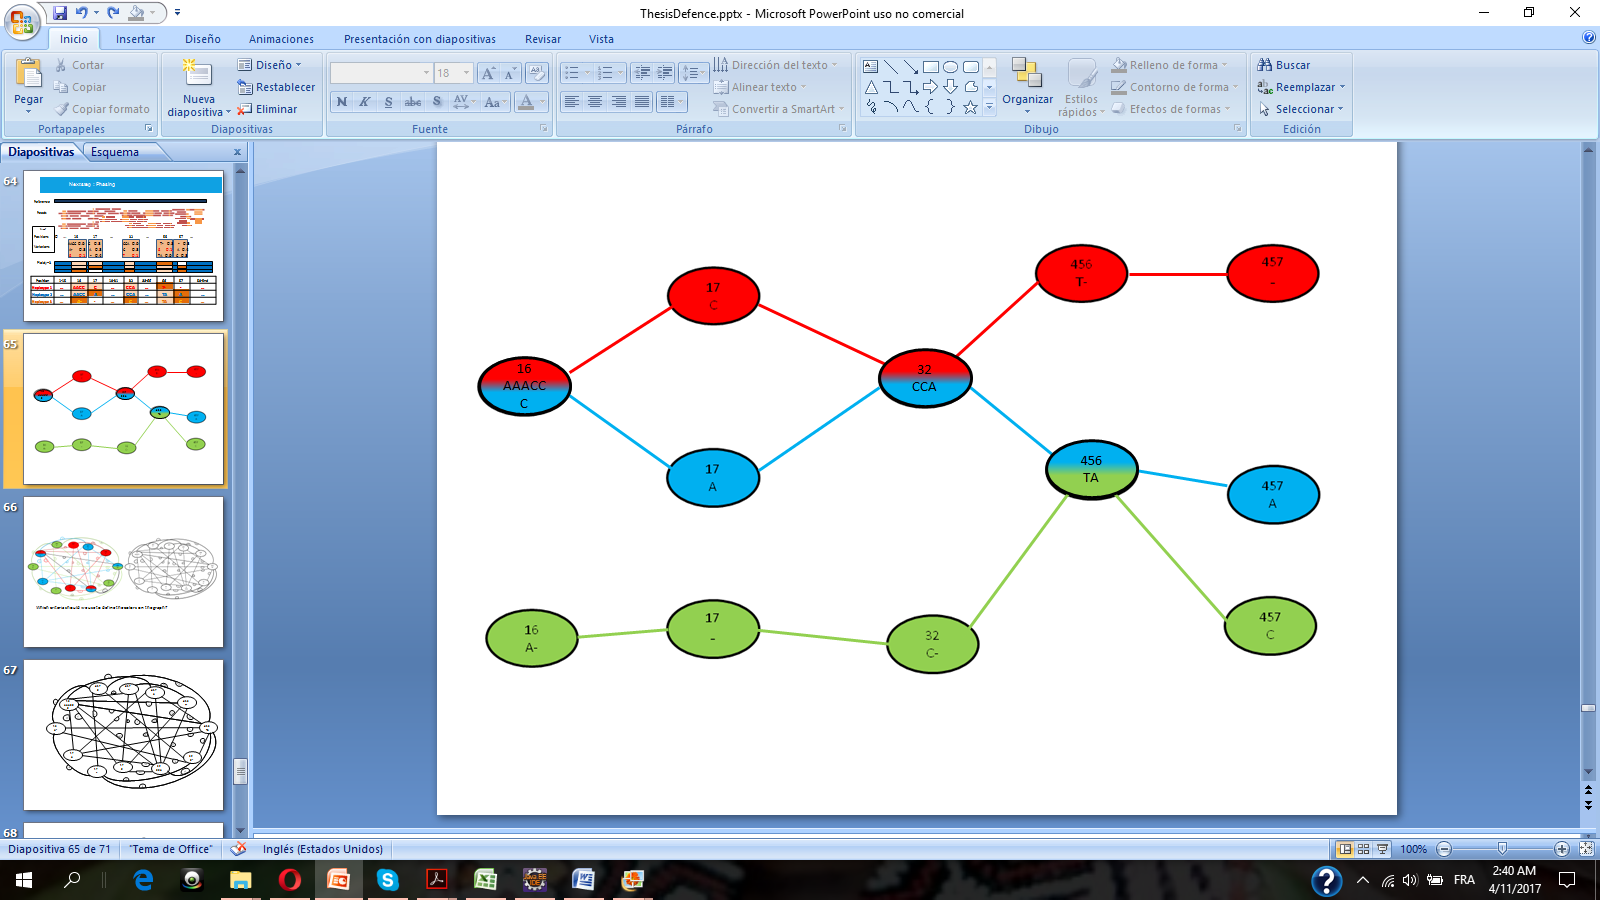 ThesisDefence.pptx - Microsoft PowerPoint uso no comercial
Inicio Insertar Diseño Animaciones Presentación con diapositivas Revisar Vista
Pegar
Cortar
Copiar
Copiar formato
Portapapeles
Nueva diapositiva
Diseño
Restablecer
Eliminar
Diapositivas
18
N K S abc S AV Aa A
Fuente
Dirección del texto
Alinear texto
Convertir a SmartArt
Párrafo
Organizar
Estilos rápidos
Relleno de forma
Contorno de forma
Efectos de formas
Dibujo
Buscar
Reemplazar
Seleccionar
Edición
Diapositivas Esquema x
64
65
66
67
68
16
AAACC
C
17
C
17
A
32
CCA
456
T-
457
-
456
TA
457
A
16
A-
17
-
32
C-
457
C
Diapositiva 65 de 71 "Tema de Office" Inglés (Estados Unidos) 100%
FRA
2:40 AM
4/11/2017